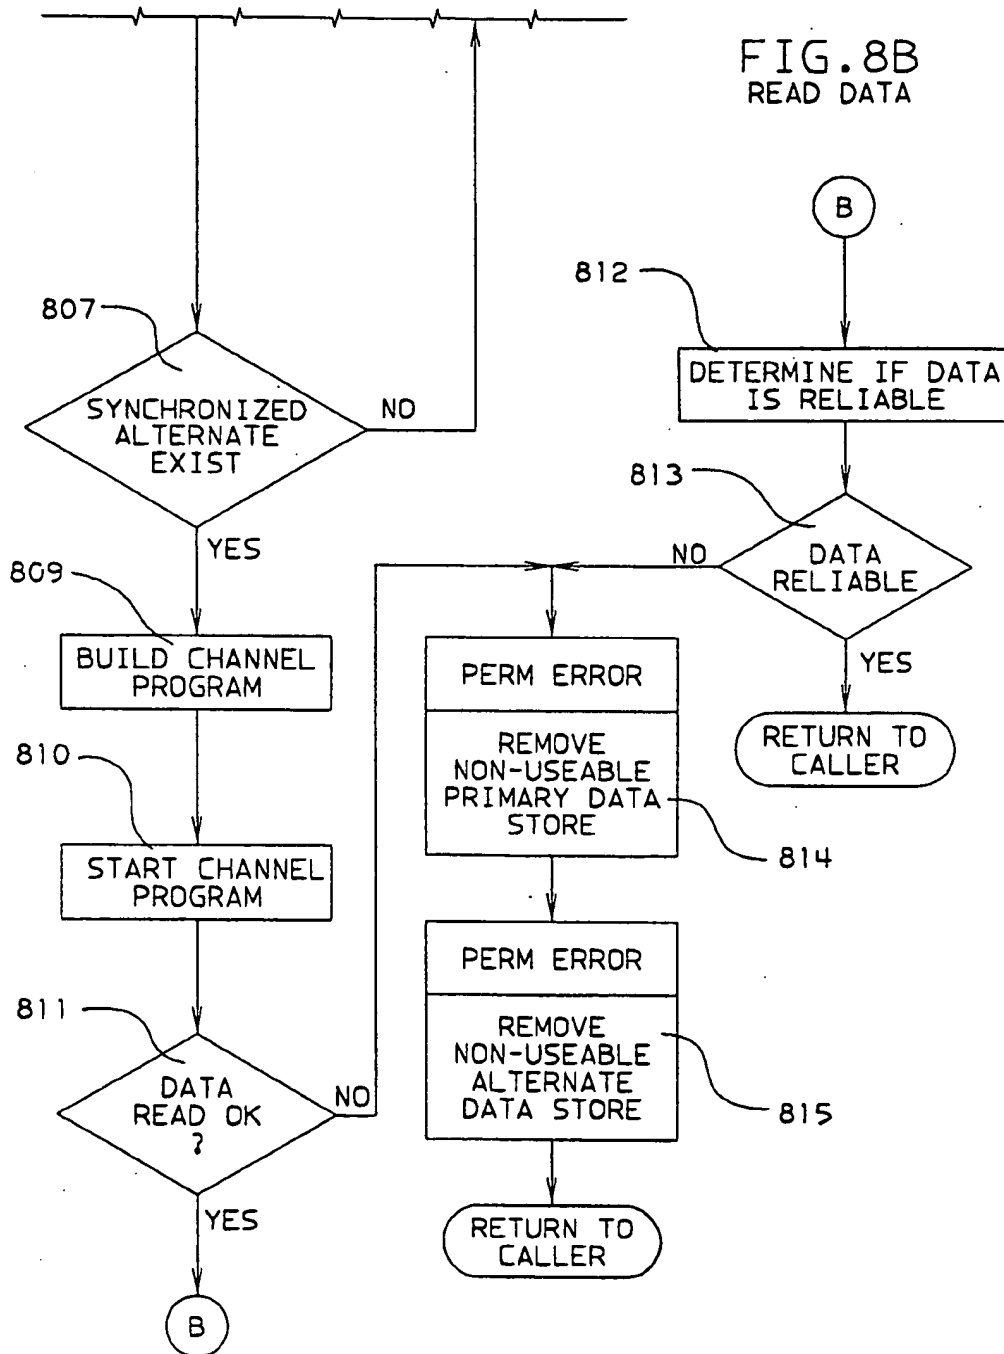 FIG.8B
READ DATA
807
SYNCHRONIZED
ALTERNATE
EXIST
NO
YES
809
BUILD CHANNEL
PROGRAM
810
START CHANNEL
PROGRAM
811
DATA
READ OK
?
NO
YES
B
B
812
DETERMINE IF DATA
IS RELIABLE
813
DATA
RELIABLE
NO
YES
RETURN TO
CALLER
PERM ERROR
REMOVE
NON-USEABLE
PRIMARY DATA
STORE
814
PERM ERROR
REMOVE
NON-USEABLE
ALTERNATE
DATA STORE
815
RETURN TO
CALLER